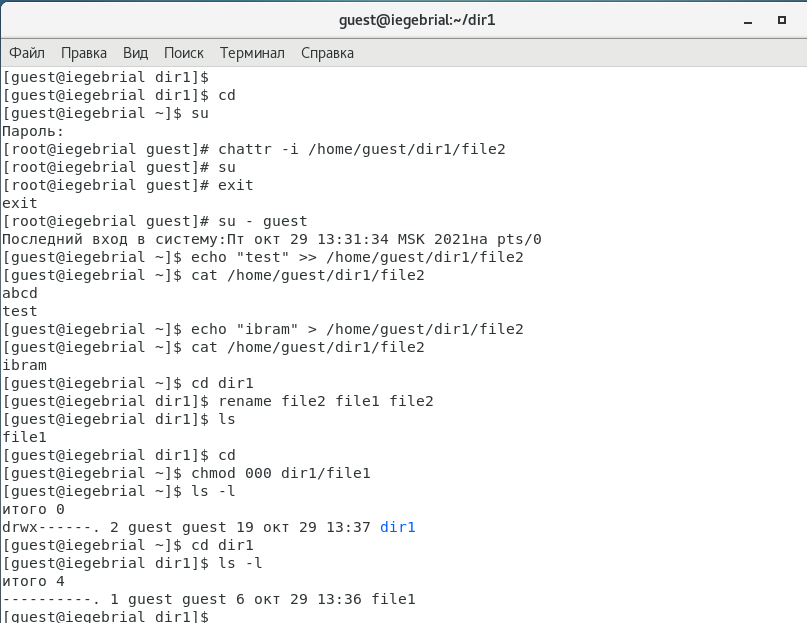 guest@iegebrial:~/dir1
Файл Правка Вид Поиск Терминал Справка
[guest@iegebrial dir1]$
[guest@iegebrial dir1]$ cd
[guest@iegebrial ~]$ su
Пароль:
[root@iegebrial guest]# chattr -i /home/guest/dir1/file2
[root@iegebrial guest]# su
[root@iegebrial guest]# exit
exit
[root@iegebrial guest]# su - guest
Последний вход в систему:Пт окт 29 13:31:34 MSK 2021на pts/0
[guest@iegebrial ~]$ echo "test" >> /home/guest/dir1/file2
[guest@iegebrial ~]$ cat /home/guest/dir1/file2
abcd
test
[guest@iegebrial ~]$ echo "ibram" > /home/guest/dir1/file2
[guest@iegebrial ~]$ cat /home/guest/dir1/file2
ibram
[guest@iegebrial ~]$ cd dir1
[guest@iegebrial dir1]$ rename file2 file1 file2
[guest@iegebrial dir1]$ ls
file1
[guest@iegebrial dir1]$ cd
[guest@iegebrial ~]$ chmod 000 dir1/file1
[guest@iegebrial ~]$ ls -l
итого 0
drwx------. 2 guest guest 19 окт 29 13:37 dir1
[guest@iegebrial ~]$ cd dir1
[guest@iegebrial dir1]$ ls -l
итого 4
----------. 1 guest guest 6 окт 29 13:36 file1
[guest@iegebrial dir1]$